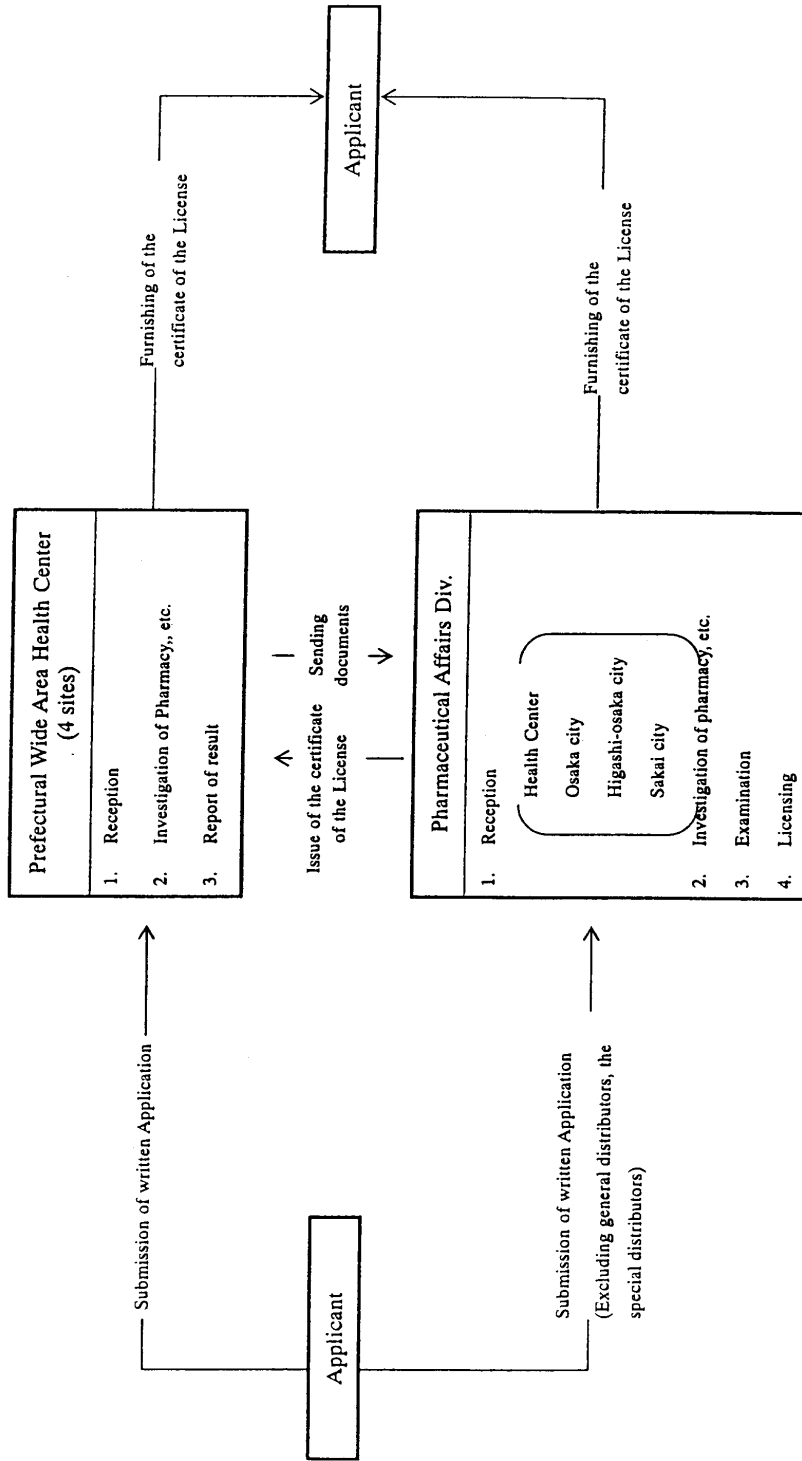 Applicant
Submission of written Application
Submission of written Application
(Excluding general distributors, the
special distributors)
Prefectural Wide Area Health Center
(4 sites)
1. Reception
2. Investigation of Pharmacy,, etc.
3. Report of result
Issue of the certificate
of the License
Sending
documents
Pharmaceutical Affairs Div.
1. Reception
Health Center
Osaka city
Higashi-osaka city
Sakai city
2. Investigation of pharmacy, etc.
3. Examination
4. Licensing
Furnishing of the
certificate of the License
Furnishing of the
certificate of the License
Applicant